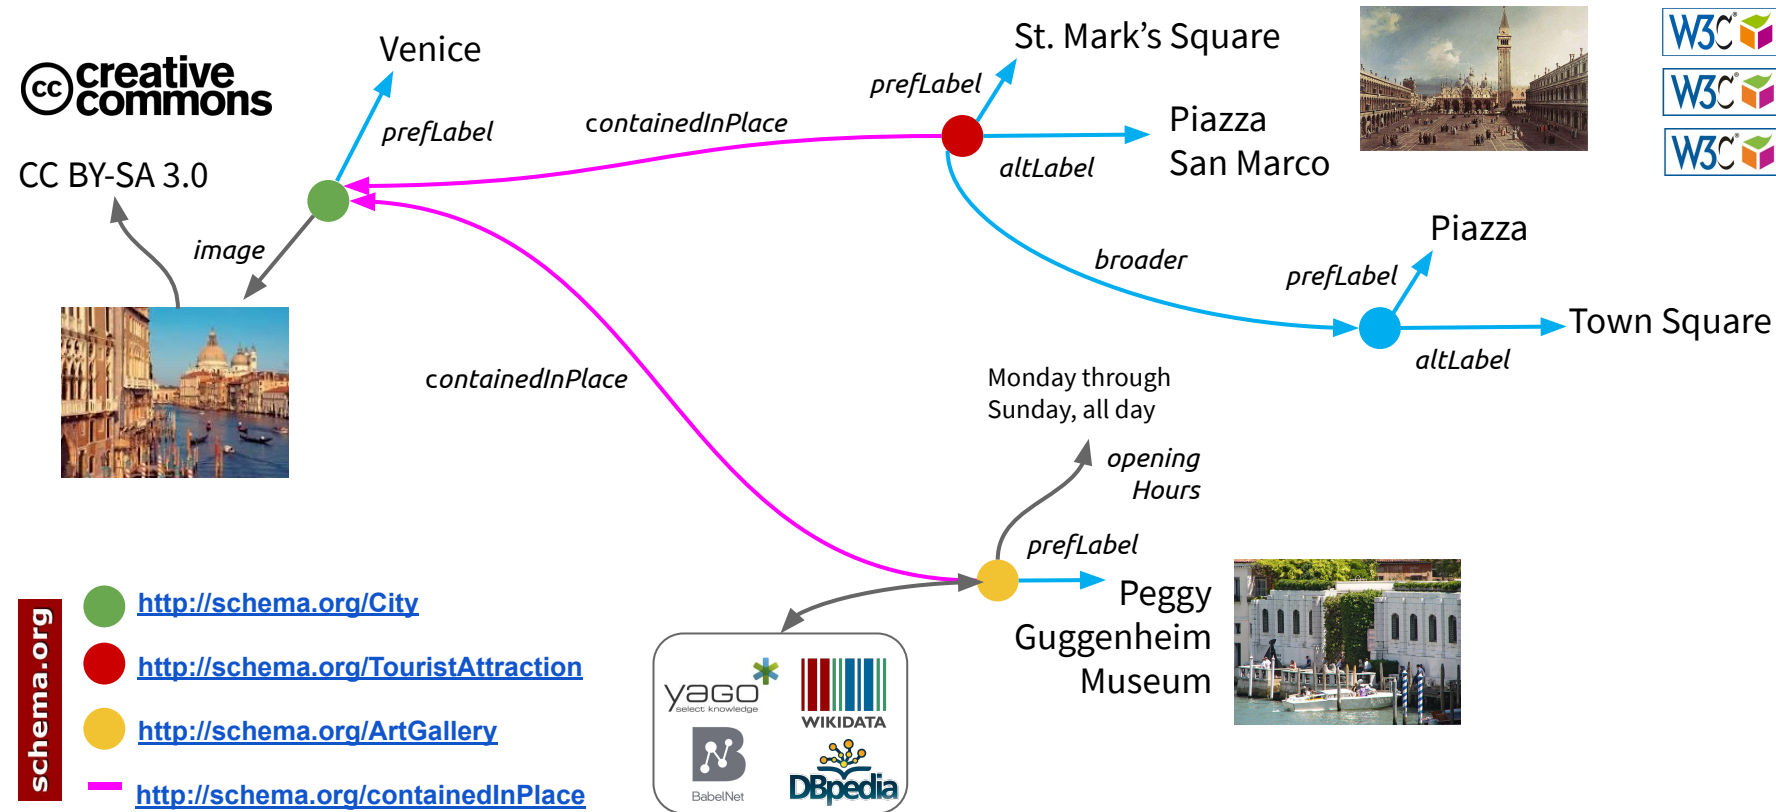 cc creative
commons
CC BY-SA 3.0
Venice
prefLabel
containedInPlace
image
St. Mark's Square
prefLabel
altLabel
Piazza
San Marco
W3C®
W3C®
W3C®
broader
Piazza
prefLabel
Town Square
altLabel
containedInPlace
Monday through
Sunday, all day
opening
Hours
prefLabel
Peggy
Guggenheim
Museum
schema.org
http://schema.org/City
http://schema.org/TouristAttraction
http://schema.org/ArtGallery
http://schema.org/containedInPlace
yago
select knowledge
WIKIDATA
B
BabelNet
DBpedia